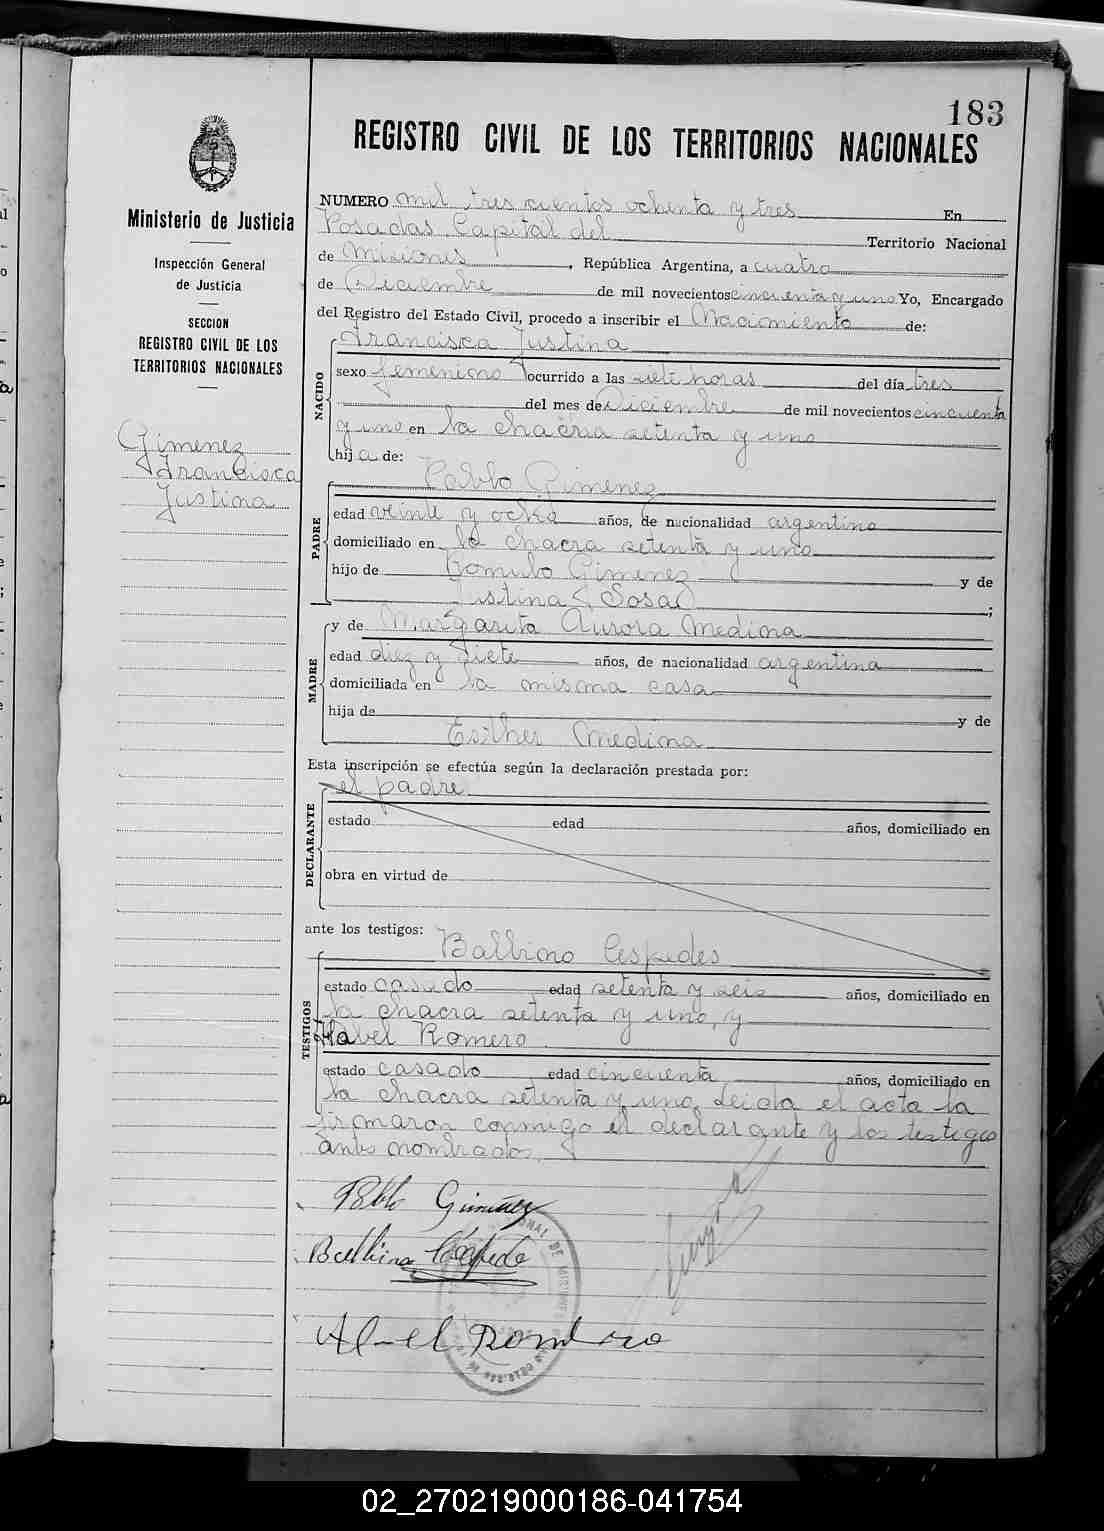 183
REGISTRO CIVIL DE LOS TERRITORIOS NACIONALES
Ministerio de Justicia
Inspección General
de Justicia
SECCION
REGISTRO CIVIL DE LOS
TERRITORIOS NACIONALES
Gimenez
Francisca
Justina
NUMERO mil tres cientos ochenta y tres En
Posadas Capital del Territorio Nacional
de Misiones, República Argentina, a cuatro
de Diciembre de mil novecientos cincuenta y uno Yo, Encargado
del Registro del Estado Civil, procedo a inscribir el Nacimiento de:
NACIDO
Francisca Justina
sexo femenino ocurrido a las siete horas del día tres
del mes de Diciembre de mil novecientos cincuenta
y uno en la chacra setenta y uno
hija de:
PADRE
Pablo Gimenez
edad veinte y ocho años, de nacionalidad argentino
domiciliado en la chacra setenta y uno
hijo de Romulo Gimenez y de
Justina Sosa;
MADRE
y de Margarita Aurora Medina
edad diez y siete años, de nacionalidad argentina
domiciliada en la misma casa
hija de y de
Esther Medina
Esta inscripción se efectúa según la declaración prestada por:
DECLARANTE
el padre
estado edad años, domiciliado en
obra en virtud de
ante los testigos:
TESTIGOS
Balbino Cespedes
estado casado edad setenta y seis años, domiciliado en
la chacra setenta y uno, y
Abel Romero
estado casado edad cincuenta años, domiciliado en
la chacra setenta y uno. Leida el acta la
firmaron conmigo el declarante y los testigos
antes nombrados.
Pablo Gimenez
Balbino Cespede
Abel Romero
02_270219000186-041754